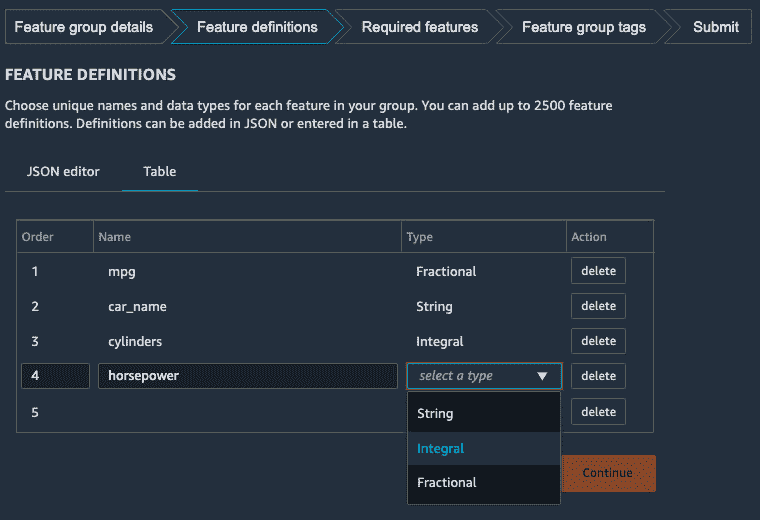 Feature group details Feature definitions Required features Feature group tags Submit
FEATURE DEFINITIONS
Choose unique names and data types for each feature in your group. You can add up to 2500 feature
definitions. Definitions can be added in JSON or entered in a table.
JSON editor Table
Order Name Type Action
1 mpg Fractional delete
2 car_name String delete
3 cylinders Integral delete
4 horsepower select a type delete
5 delete
String
Integral
Continue
Fractional